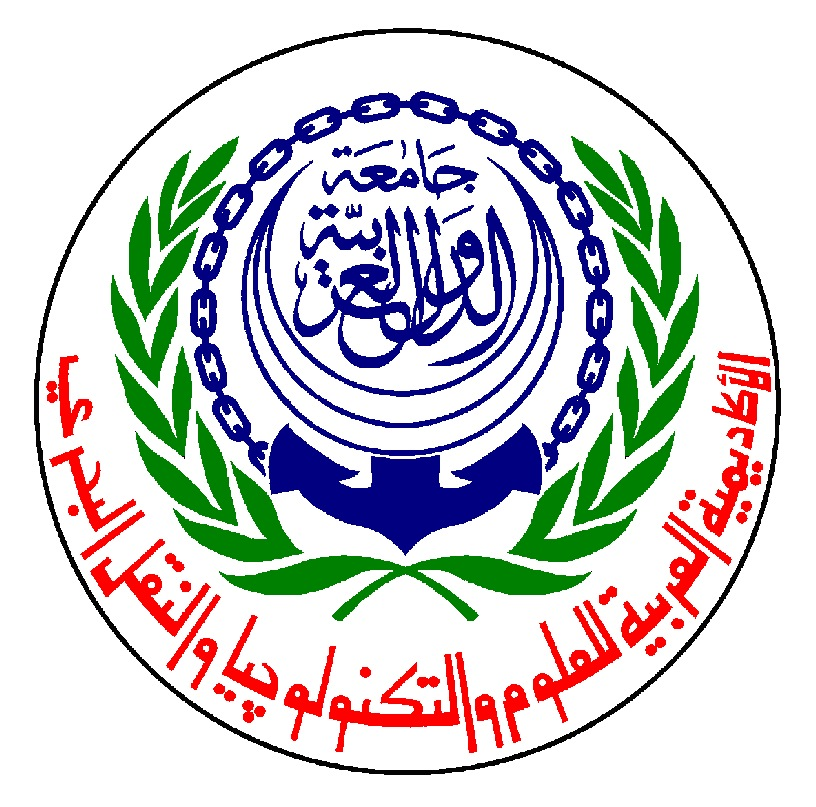 جامعة
الدول العربية
الأكاديمية العربية للعلوم والتكنولوجيا والنقل البحري